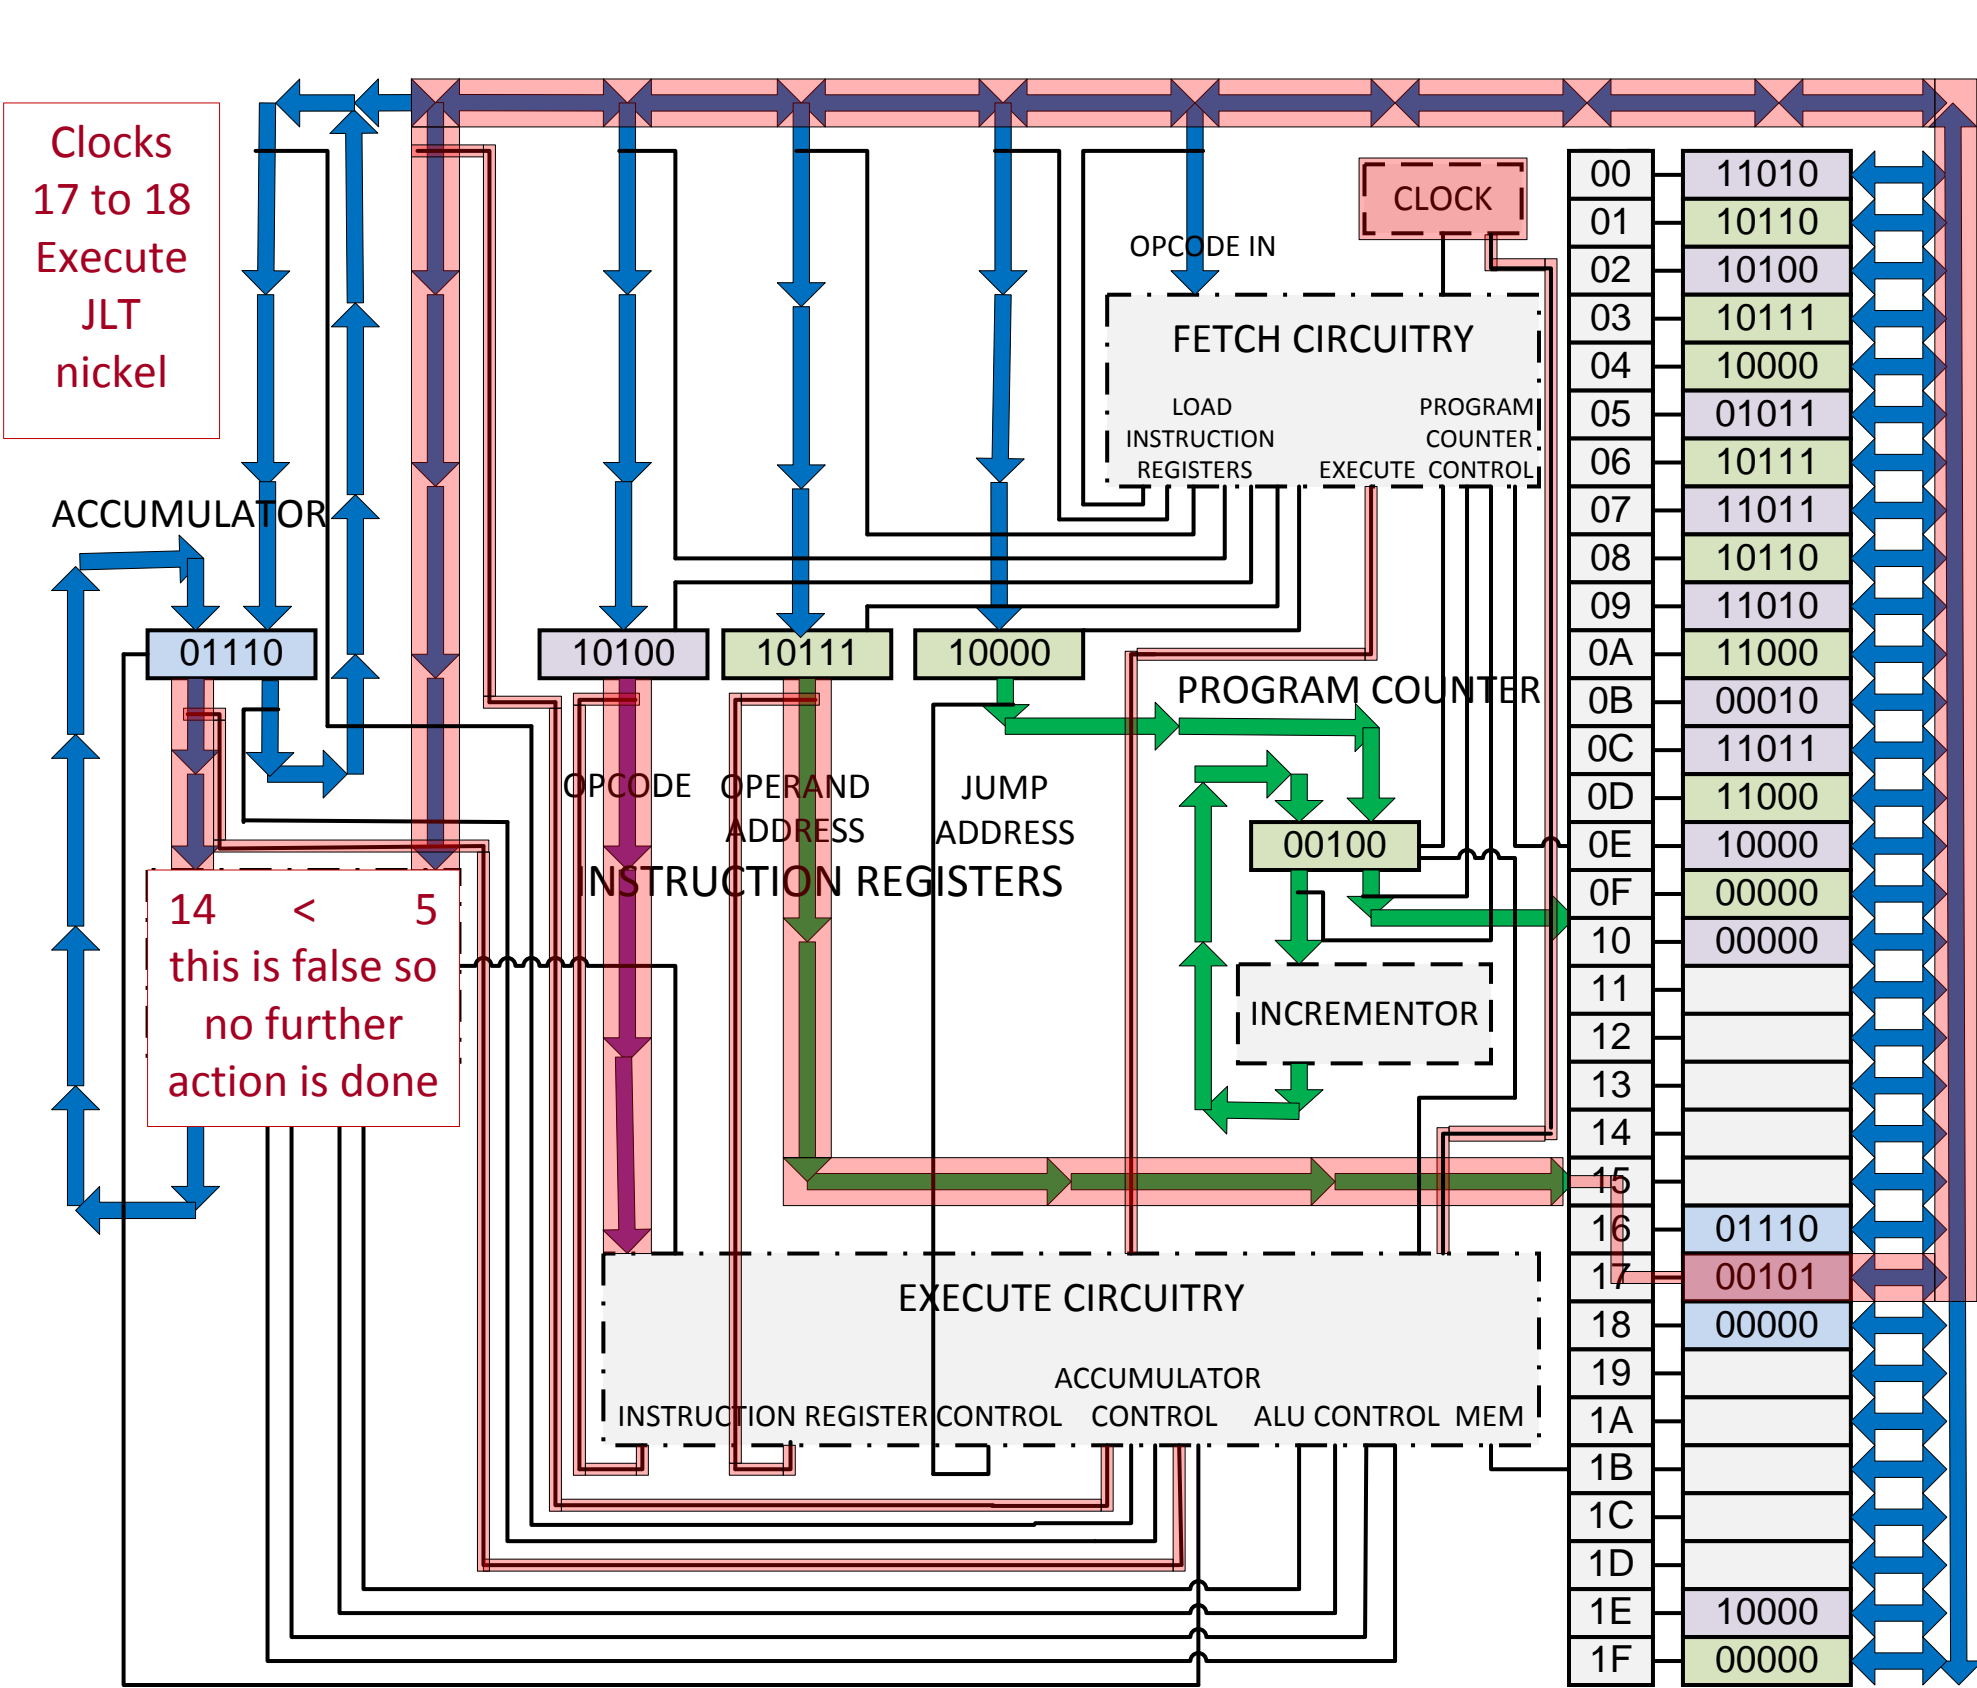 Clocks
17 to 18
Execute
JLT
nickel
CLOCK
OPCODE IN
FETCH CIRCUITRY
LOAD
INSTRUCTION
REGISTERS
EXECUTE
PROGRAM
COUNTER
CONTROL
ACCUMULATOR
01110
10100
10111
10000
PROGRAM COUNTER
OPCODE
OPERAND
ADDRESS
JUMP
ADDRESS
INSTRUCTION REGISTERS
00100
INCREMENTOR
14 < 5
this is false so
no further
action is done
EXECUTE CIRCUITRY
INSTRUCTION REGISTER CONTROL
ACCUMULATOR
CONTROL
ALU CONTROL
MEM
00 11010
01 10110
02 10100
03 10111
04 10000
05 01011
06 10111
07 11011
08 10110
09 11010
0A 11000
0B 00010
0C 11011
0D 11000
0E 10000
0F 00000
10 00000
11
12
13
14
15
16 01110
17 00101
18 00000
19
1A
1B
1C
1D
1E 10000
1F 00000